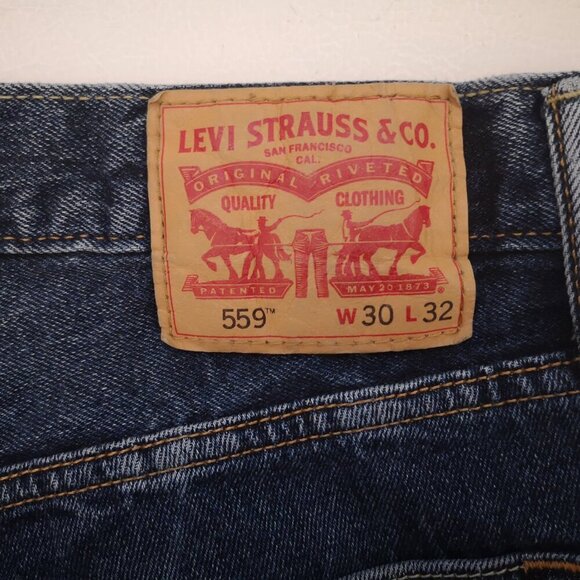 LEVI STRAUSS & CO.
SAN FRANCISCO
CAL.
ORIGINAL RIVETED
QUALITY CLOTHING
PATENTED MAY 20 1873 ®
559™ W 30 L 32